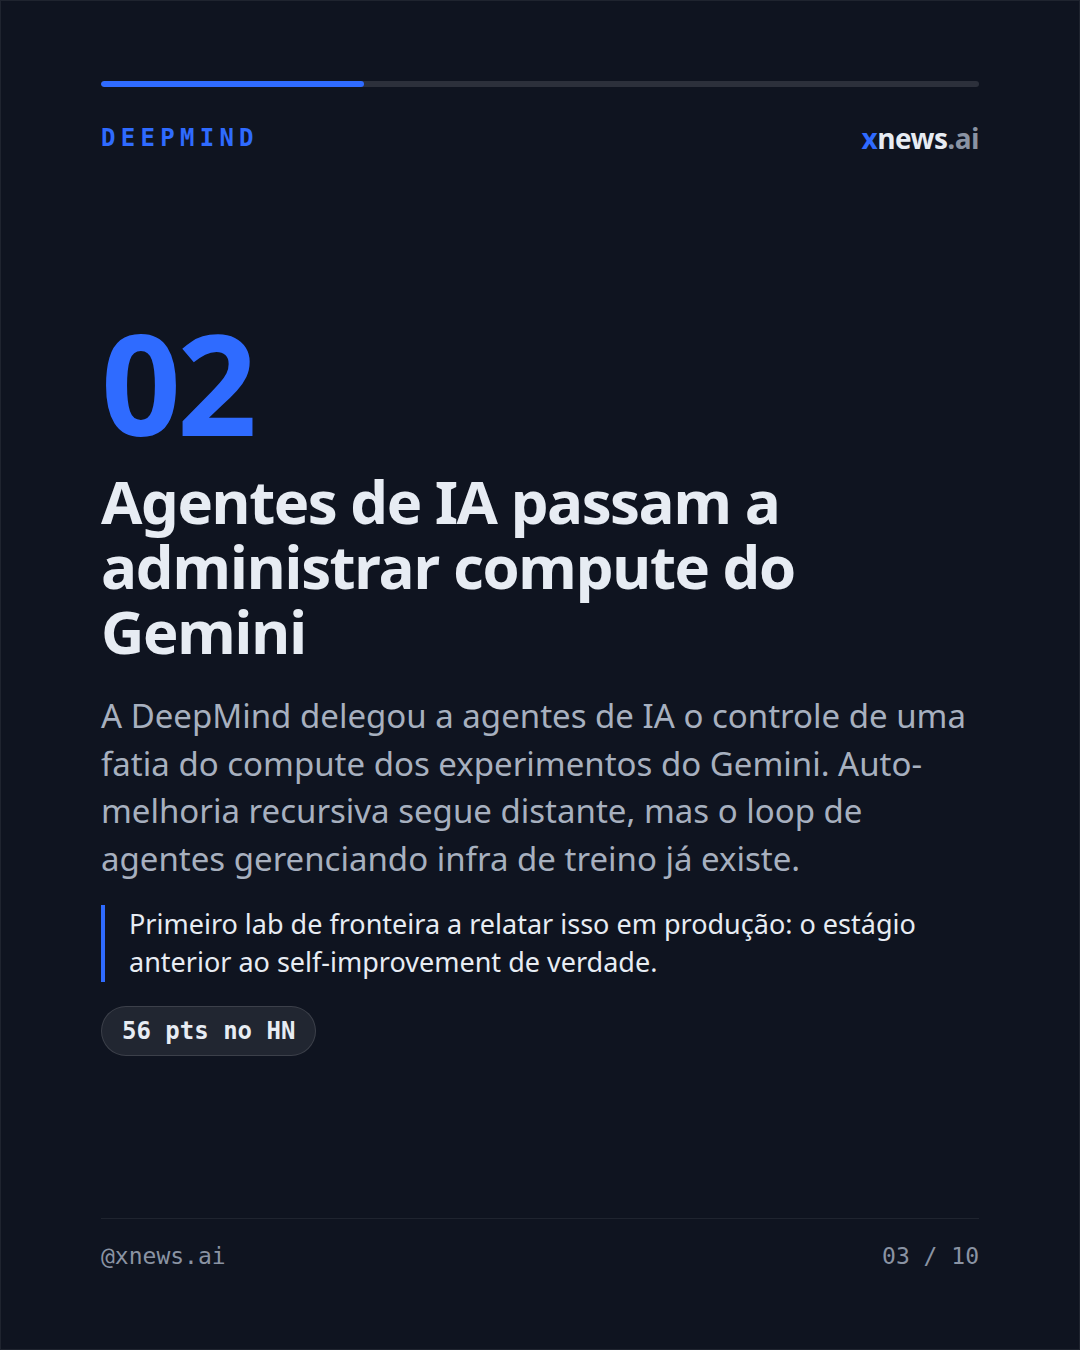 DEEPMIND
xnews.ai
02
Agentes de IA passam a
administrar compute do
Gemini
A DeepMind delegou a agentes de IA o controle de uma
fatia do compute dos experimentos do Gemini. Auto-
melhoria recursiva segue distante, mas o loop de
agentes gerenciando infra de treino já existe.
Primeiro lab de fronteira a relatar isso em produção: o estágio
anterior ao self-improvement de verdade.
56 pts no HN
@xnews.ai
03 / 10